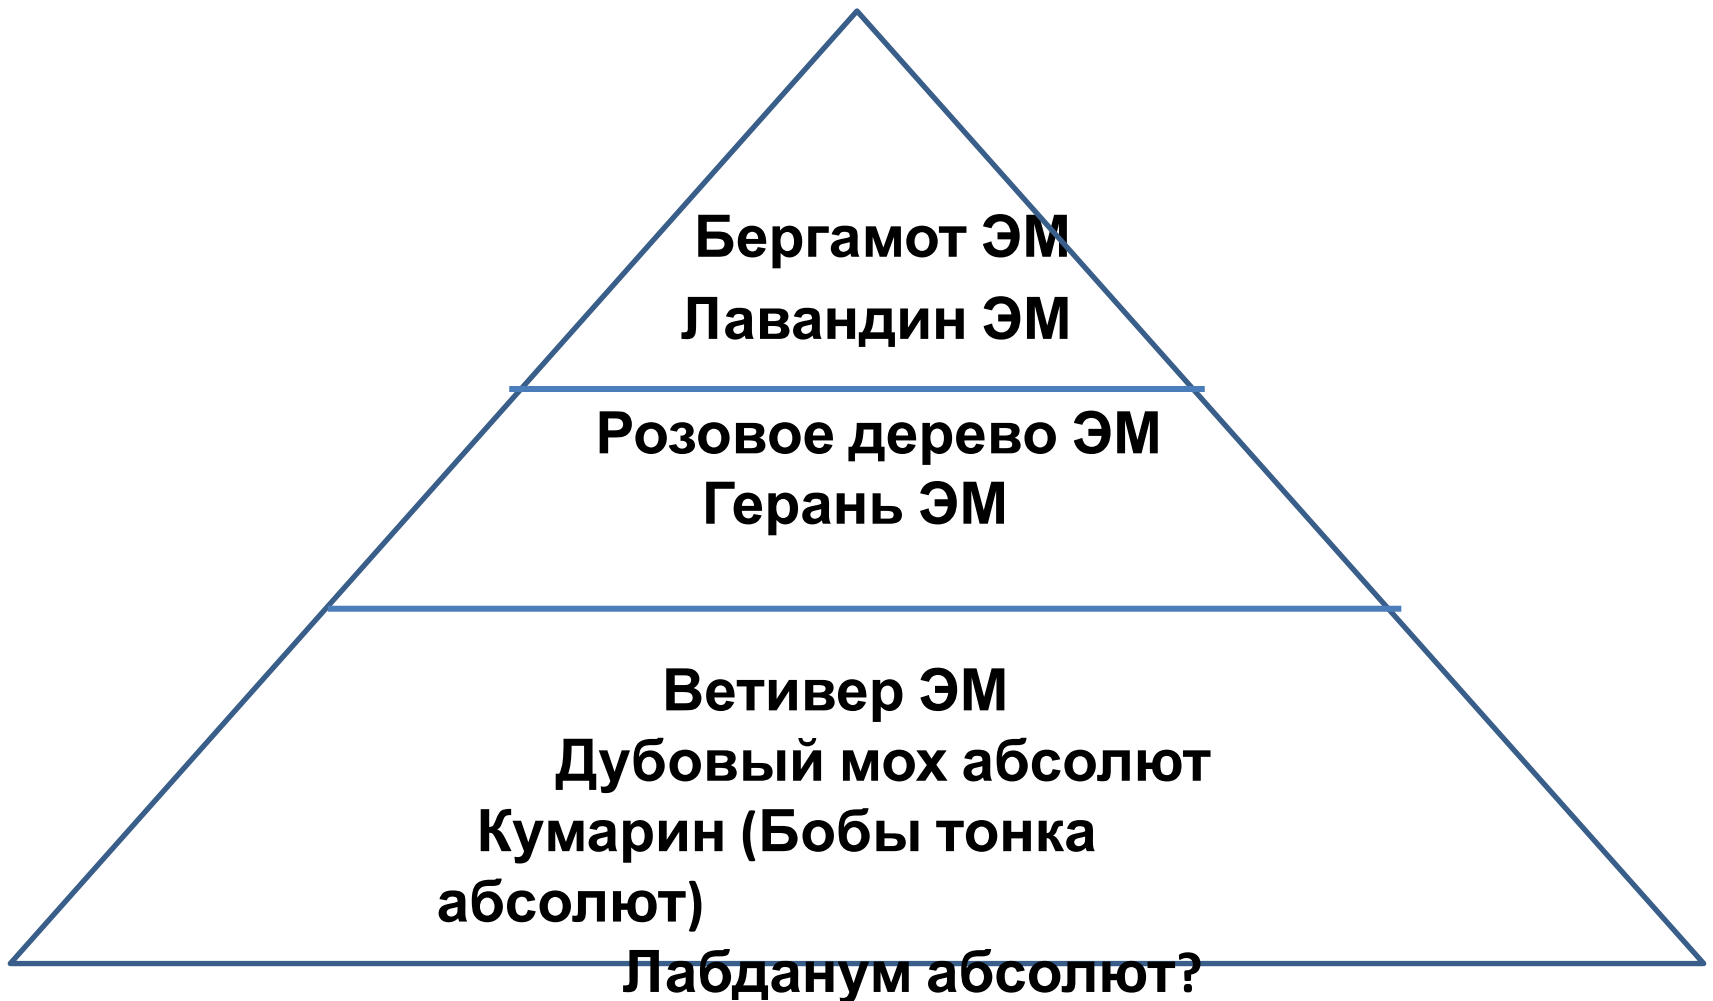 Бергамот ЭМ
Лавандин ЭМ
Розовое дерево ЭМ
Герань ЭМ
Ветивер ЭМ
Дубовый мох абсолют
Кумарин (Бобы тонка
абсолют)
Лабданум абсолют?